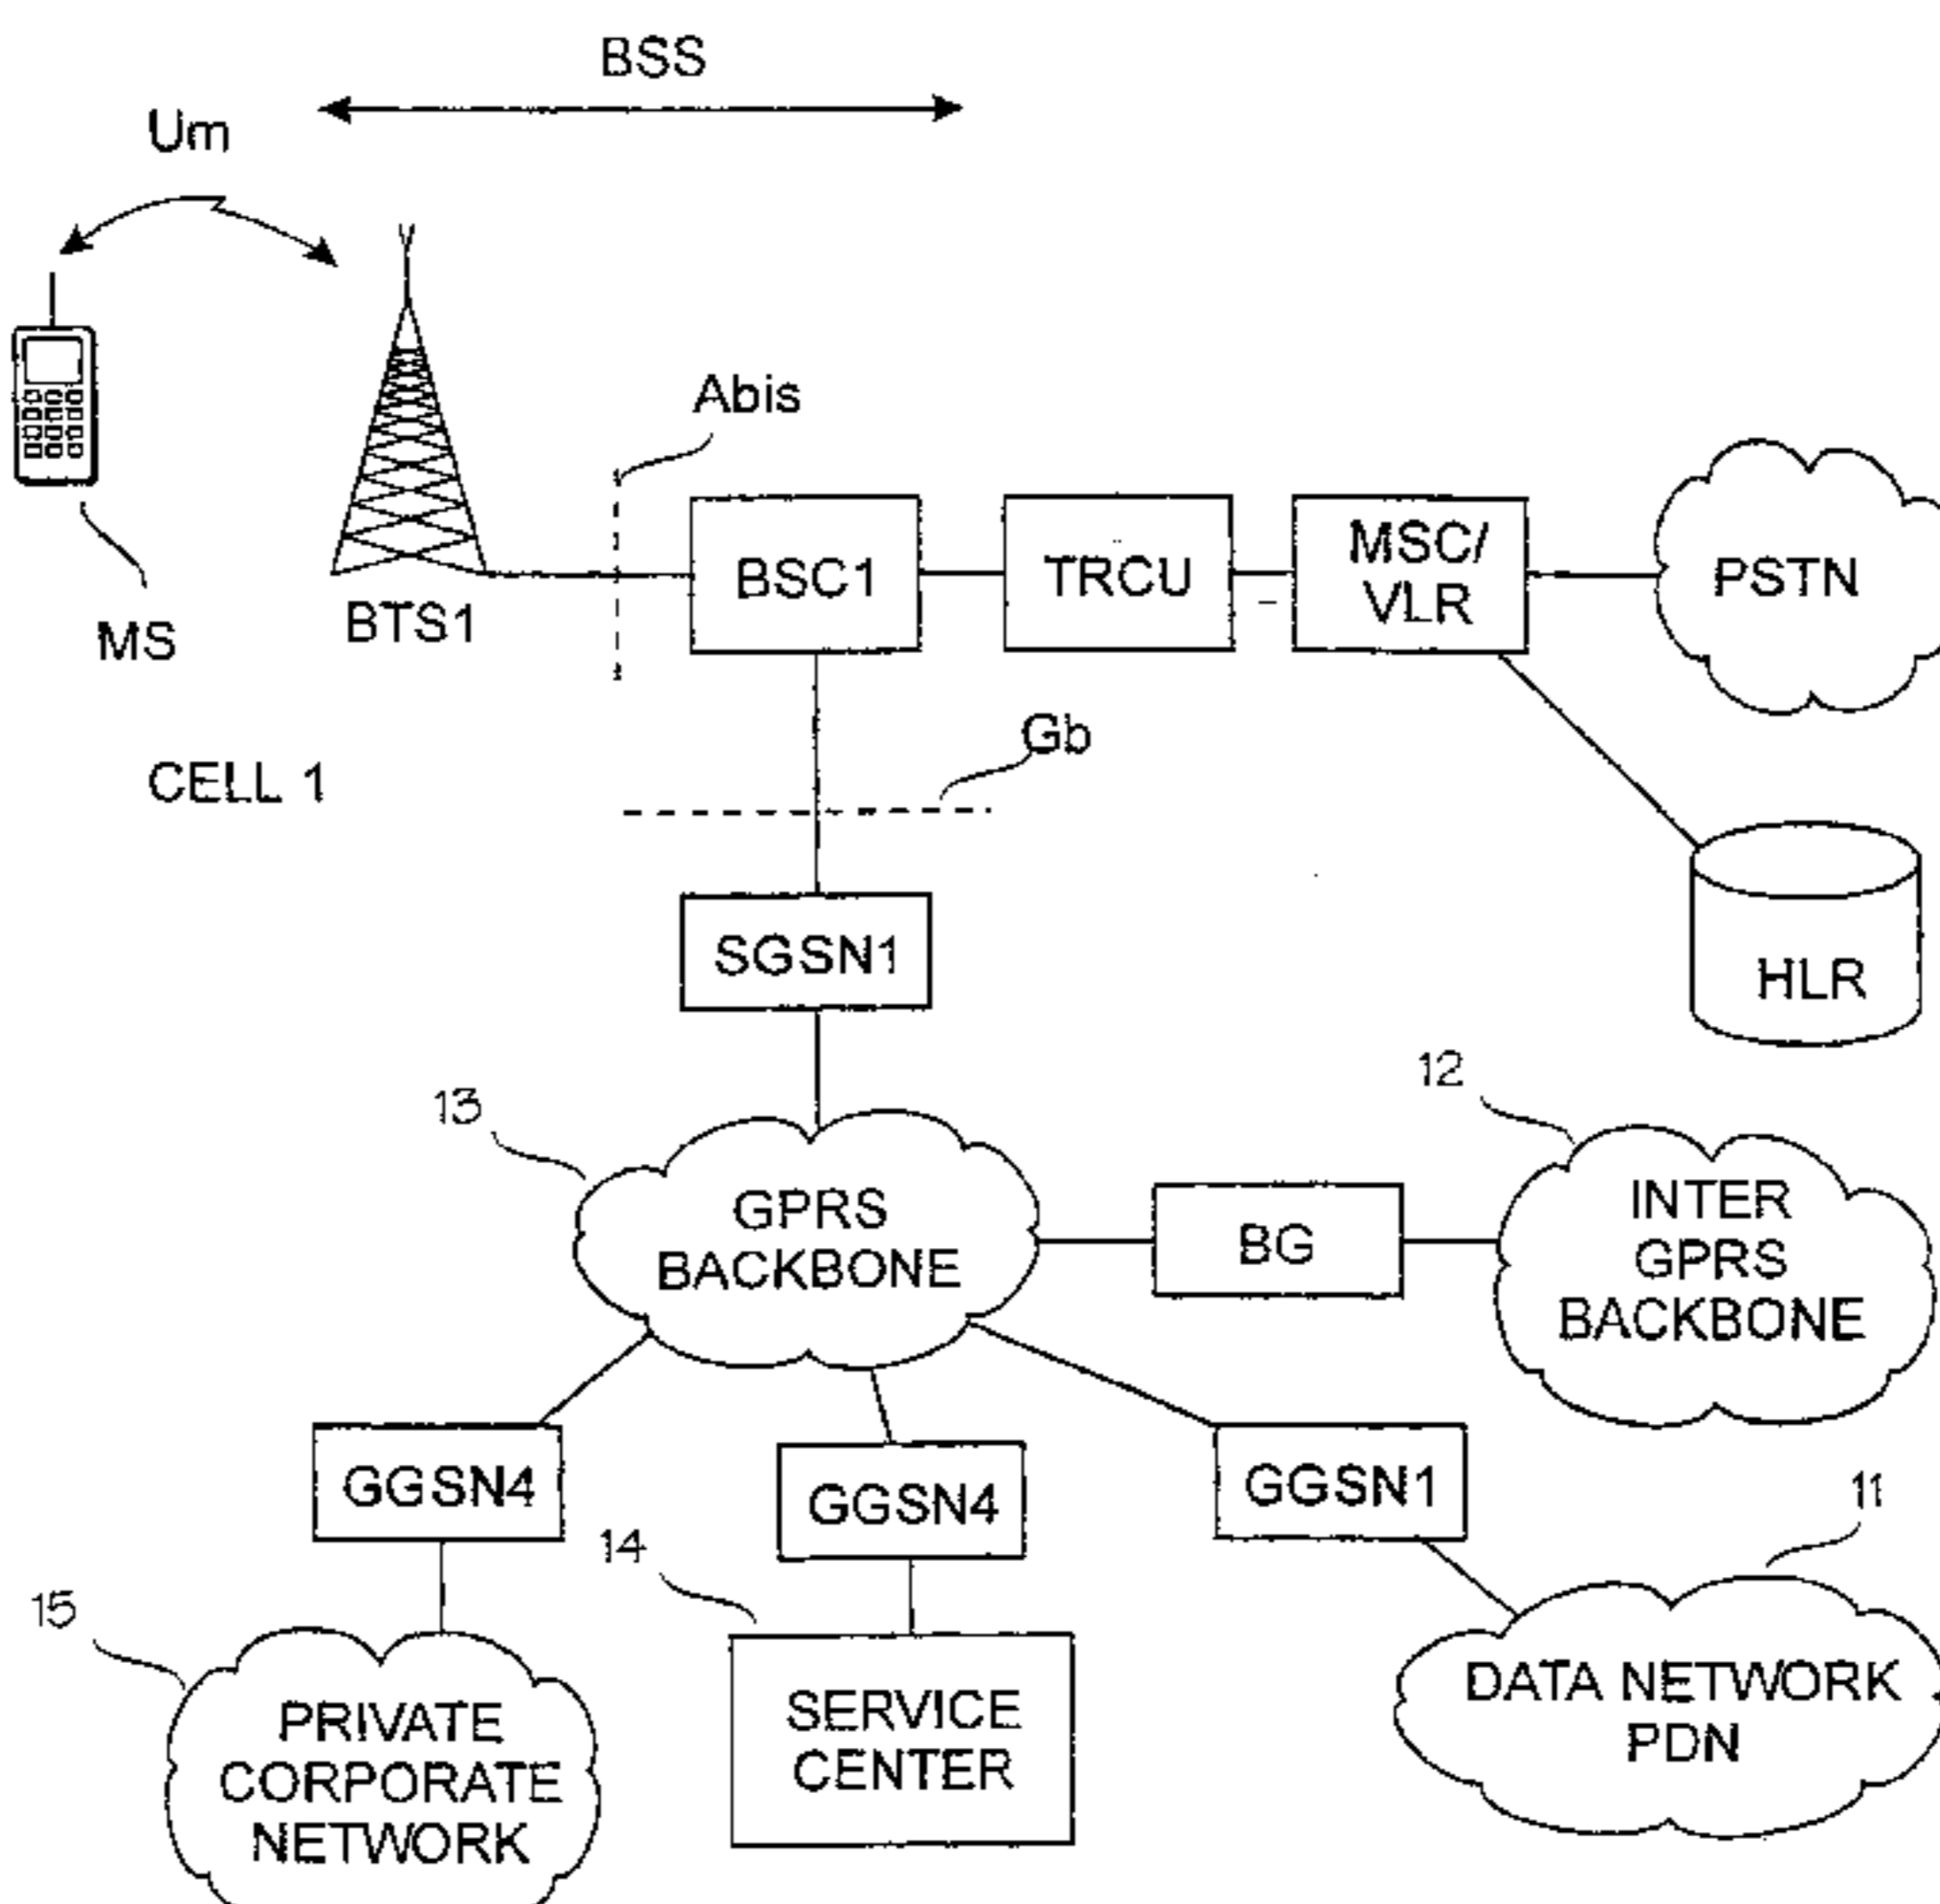 BSS
Um
Abis
MSC/
VLR
BSC1
TRCU
PSTN
BTS1
MS
Gb
CELL 1
SGSN1
HLR
12
13
INTER
GPRS
BACKBONE
GPRS
BACKBONE
BG
GGSN4
GGSN4
GGSN1
11
14
15
DATA NETWORK
PDN
SERVICE
CENTER
PRIVATE
CORPORATE
NETWORK